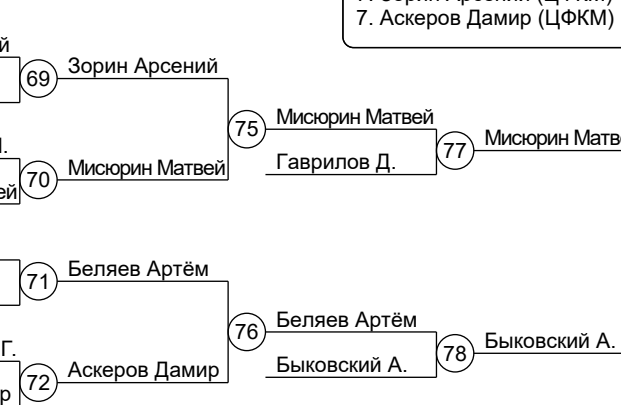 7. Аскеров Дамир (ЦФКМ)
69
Зорин Арсений
75
Мисюрин Матвей
70
Мисюрин Матвей
Гаврилов Д.
77
71
Беляев Артём
76
Беляев Артём
Г.
72
Аскеров Дамир
Быковский А.
78
Быковский А.